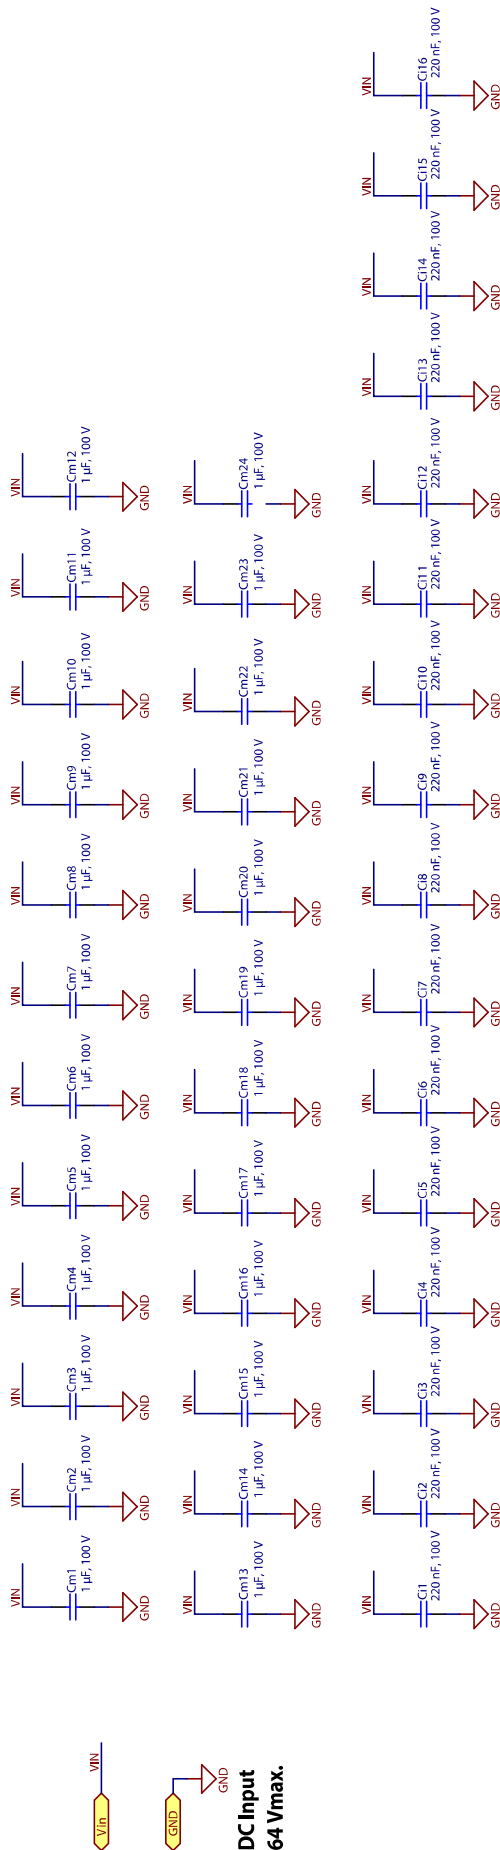 Vin
VIN
GND
GND
DC Input
64 Vmax.
VIN
Cm1
1 µF, 100 V
GND
VIN
Cm2
1 µF, 100 V
GND
VIN
Cm3
1 µF, 100 V
GND
VIN
Cm4
1 µF, 100 V
GND
VIN
Cm5
1 µF, 100 V
GND
VIN
Cm6
1 µF, 100 V
GND
VIN
Cm7
1 µF, 100 V
GND
VIN
Cm8
1 µF, 100 V
GND
VIN
Cm9
1 µF, 100 V
GND
VIN
Cm10
1 µF, 100 V
GND
VIN
Cm11
1 µF, 100 V
GND
VIN
Cm12
1 µF, 100 V
GND
VIN
Cm13
1 µF, 100 V
GND
VIN
Cm14
1 µF, 100 V
GND
VIN
Cm15
1 µF, 100 V
GND
VIN
Cm16
1 µF, 100 V
GND
VIN
Cm17
1 µF, 100 V
GND
VIN
Cm18
1 µF, 100 V
GND
VIN
Cm19
1 µF, 100 V
GND
VIN
Cm20
1 µF, 100 V
GND
VIN
Cm21
1 µF, 100 V
GND
VIN
Cm22
1 µF, 100 V
GND
VIN
Cm23
1 µF, 100 V
GND
VIN
Cm24
1 µF, 100 V
GND
VIN
Ci1
220 nF, 100 V
GND
VIN
Ci2
220 nF, 100 V
GND
VIN
Ci3
220 nF, 100 V
GND
VIN
Ci4
220 nF, 100 V
GND
VIN
Ci5
220 nF, 100 V
GND
VIN
Ci6
220 nF, 100 V
GND
VIN
Ci7
220 nF, 100 V
GND
VIN
Ci8
220 nF, 100 V
GND
VIN
Ci9
220 nF, 100 V
GND
VIN
Ci10
220 nF, 100 V
GND
VIN
Ci11
220 nF, 100 V
GND
VIN
Ci12
220 nF, 100 V
GND
VIN
Ci13
220 nF, 100 V
GND
VIN
Ci14
220 nF, 100 V
GND
VIN
Ci15
220 nF, 100 V
GND
VIN
Ci16
220 nF, 100 V
GND